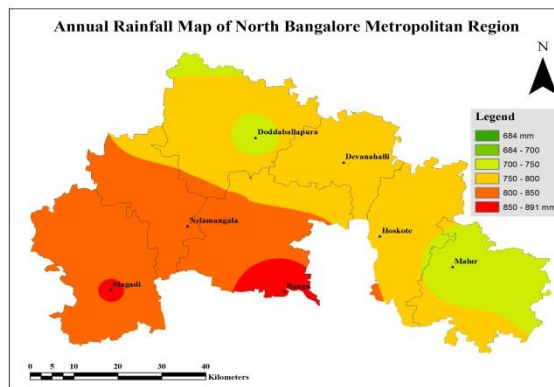 Annual Rainfall Map of North Bangalore Metropolitan Region
N
Legend
684 mm
684 - 700
700 - 750
750 - 800
800 - 850
850 - 891 mm
Doddaballapura
Devanahalli
Nelamangala
Hoskote
Malur
Magadi
0 5 10 20 30 40
Kilometers